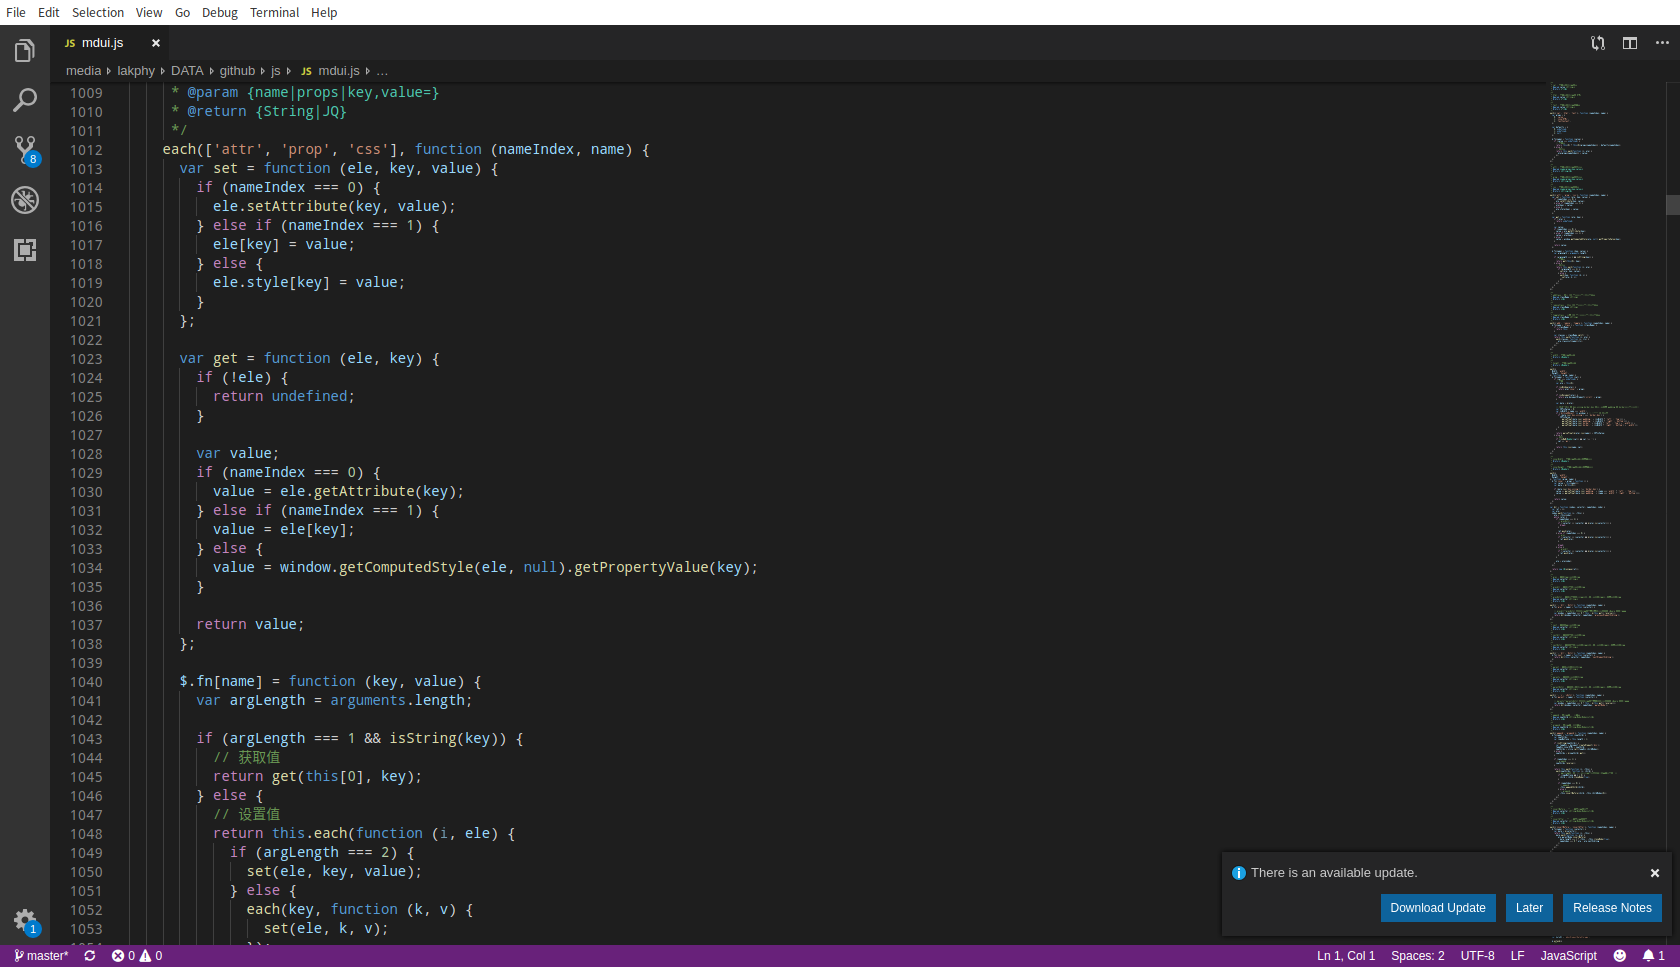 File Edit Selection View Go Debug Terminal Help
JS mdui.js ×
media › lakphy › DATA › github › js › JS mdui.js › …
1009 * @param {name|props|key,value=}
1010 * @return {String|JQ}
1011 */
1012 each(['attr', 'prop', 'css'], function (nameIndex, name) {
1013 var set = function (ele, key, value) {
1014 if (nameIndex === 0) {
1015 ele.setAttribute(key, value);
1016 } else if (nameIndex === 1) {
1017 ele[key] = value;
1018 } else {
1019 ele.style[key] = value;
1020 }
1021 };
1022
1023 var get = function (ele, key) {
1024 if (!ele) {
1025 return undefined;
1026 }
1027
1028 var value;
1029 if (nameIndex === 0) {
1030 value = ele.getAttribute(key);
1031 } else if (nameIndex === 1) {
1032 value = ele[key];
1033 } else {
1034 value = window.getComputedStyle(ele, null).getPropertyValue(key);
1035 }
1036
1037 return value;
1038 };
1039
1040 $.fn[name] = function (key, value) {
1041 var argLength = arguments.length;
1042
1043 if (argLength === 1 && isString(key)) {
1044 // 获取值
1045 return get(this[0], key);
1046 } else {
1047 // 设置值
1048 return this.each(function (i, ele) {
1049 if (argLength === 2) {
1050 set(ele, key, value);
1051 } else {
1052 each(key, function (k, v) {
1053 set(ele, k, v);
8
1
There is an available update. ×
Download Update Later Release Notes
master* 0 0 Ln 1, Col 1 Spaces: 2 UTF-8 LF JavaScript 1